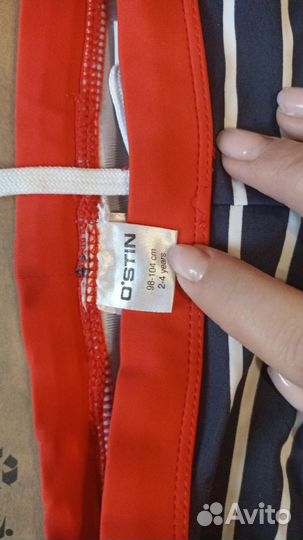 O'STIN
98-104 cm
2-4 years
Avito